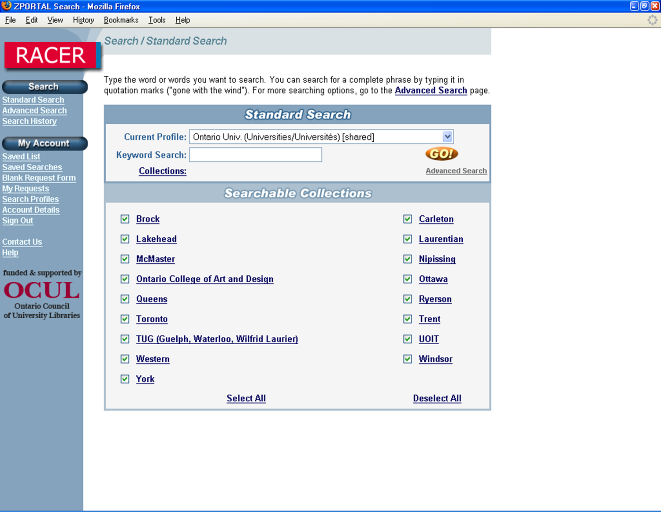 ZPORTAL Search - Mozilla Firefox
File Edit View History Bookmarks Tools Help
RACER
Search / Standard Search
Type the word or words you want to search. You can search for a complete phrase by typing it in
quotation marks ("gone with the wind"). For more searching options, go to the Advanced Search page.
Search
Standard Search
Advanced Search
Search History
My Account
Saved List
Saved Searches
Blank Request Form
My Requests
Search Profiles
Account Details
Sign Out
Contact Us
Help
funded & supported by
OCUL
Ontario Council
of University Libraries
Standard Search
Current Profile: Ontario Univ. (Universities/Universités) [shared]
Keyword Search: GO!
Collections: Advanced Search
Searchable Collections
Brock Carleton
Lakehead Laurentian
McMaster Nipissing
Ontario College of Art and Design Ottawa
Queens Ryerson
Toronto Trent
TUG (Guelph, Waterloo, Wilfrid Laurier) UOIT
Western Windsor
York
Select All Deselect All